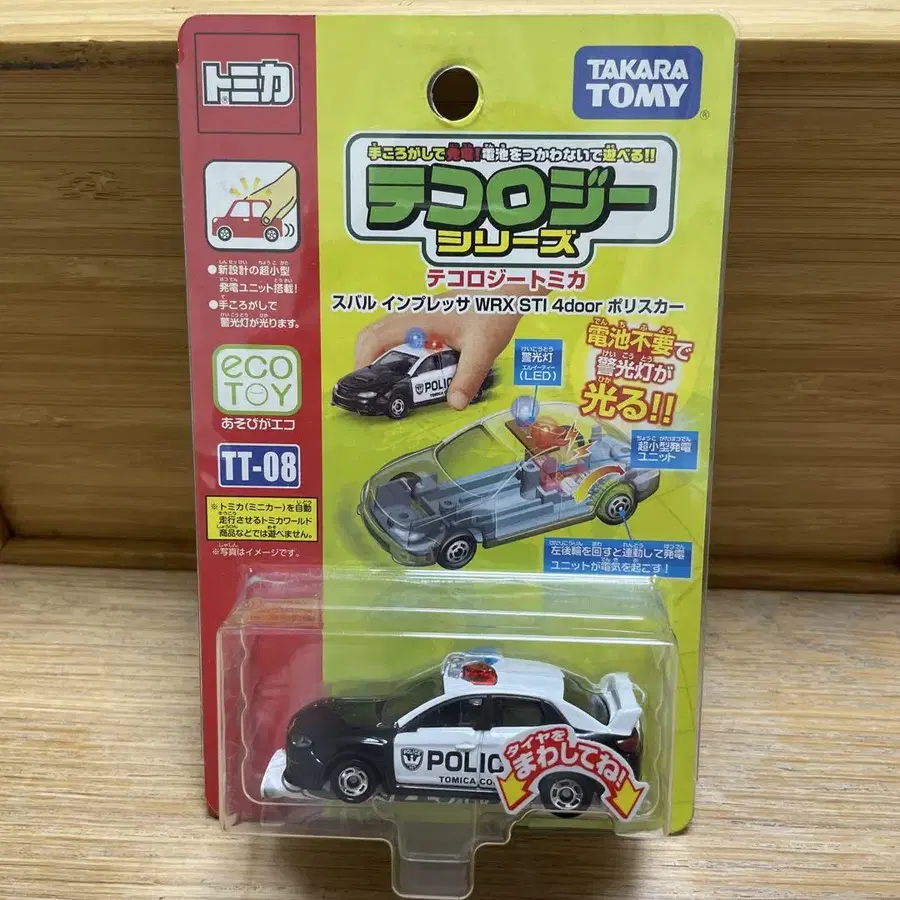 トミカ
TAKARA
TOMY
®
手ころがしで発電!電池をつかわないで遊べる!!
テコロジー
シリーズ
テコロジートミカ
スバル インプレッサ WRX STI 4door ポリスカー
●新設計の超小型
発電ユニット搭載!
●手ころがしで
警光灯が光ります。
eco
TOY
あそびがエコ
TT-08
※トミカ(ミニカー)を自動
走行させるトミカワールド
商品などでは遊べません。
※写真はイメージです。
警光灯
(LED)
電池不要で
警光灯が
光る!!
POLIC
超小型発電
ユニット
左後輪を回すと連動して発電
ユニットが電気を起こす!
POLICE
POLIC
TOMICA CO
タイヤを
まわしてね!